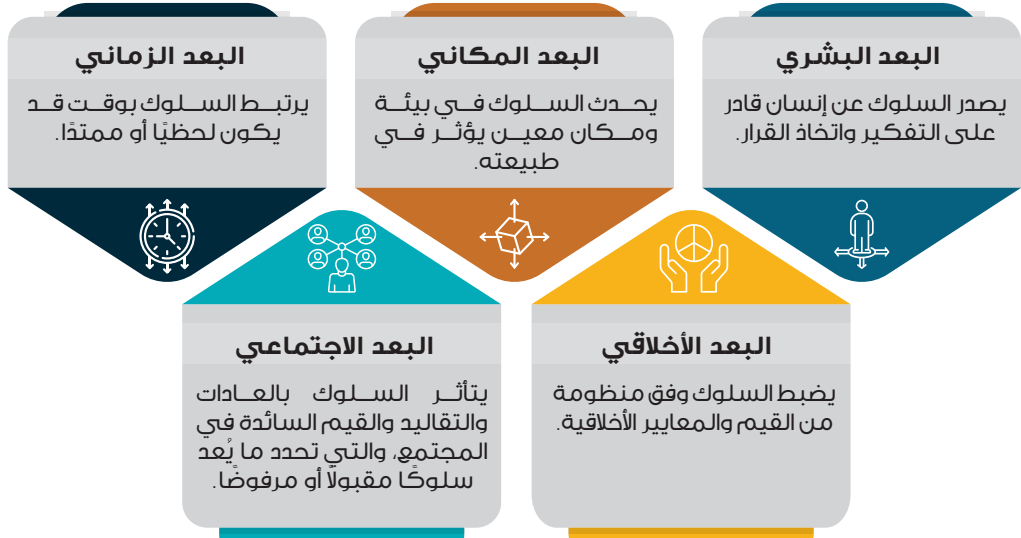 البعد البشري
يصدر السلوك عن إنسان قادر
على التفكير واتخاذ القرار.
البعد المكاني
يحدث السلوك في بيئة
ومكان معين يؤثر في
طبيعته.
البعد الزماني
يرتبط السلوك بوقت قد
يكون لحظيًا أو ممتدًا.
البعد الأخلاقي
يضبط السلوك وفق منظومة
من القيم والمعايير الأخلاقية.
البعد الاجتماعي
يتأثر السلوك بالعادات
والتقاليد والقيم السائدة في
المجتمع، والتي تحدد ما يُعد
سلوكًا مقبولًا أو مرفوضًا.